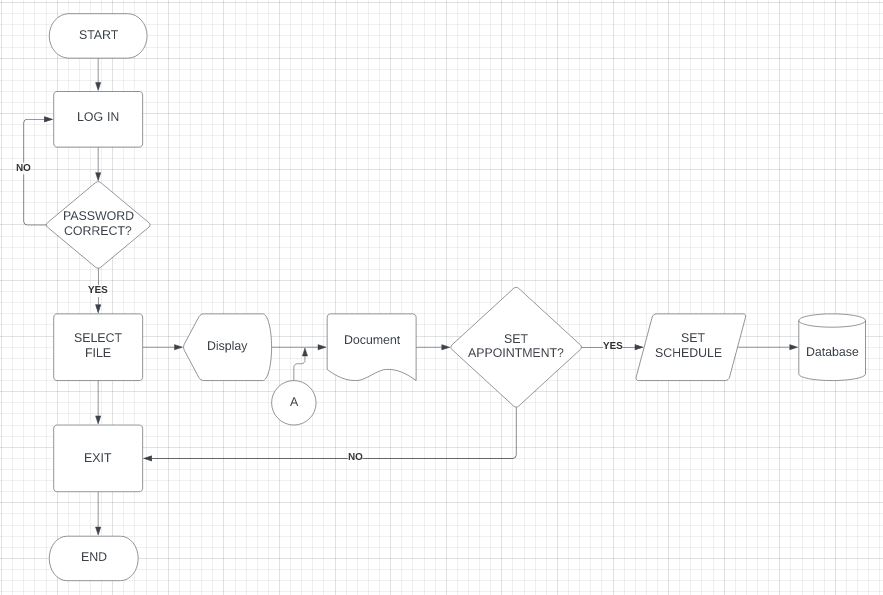 START
LOG IN
NO
PASSWORD
CORRECT?
YES
SELECT
FILE
Display
A
Document
SET
APPOINTMENT?
YES
SET
SCHEDULE
Database
NO
EXIT
END